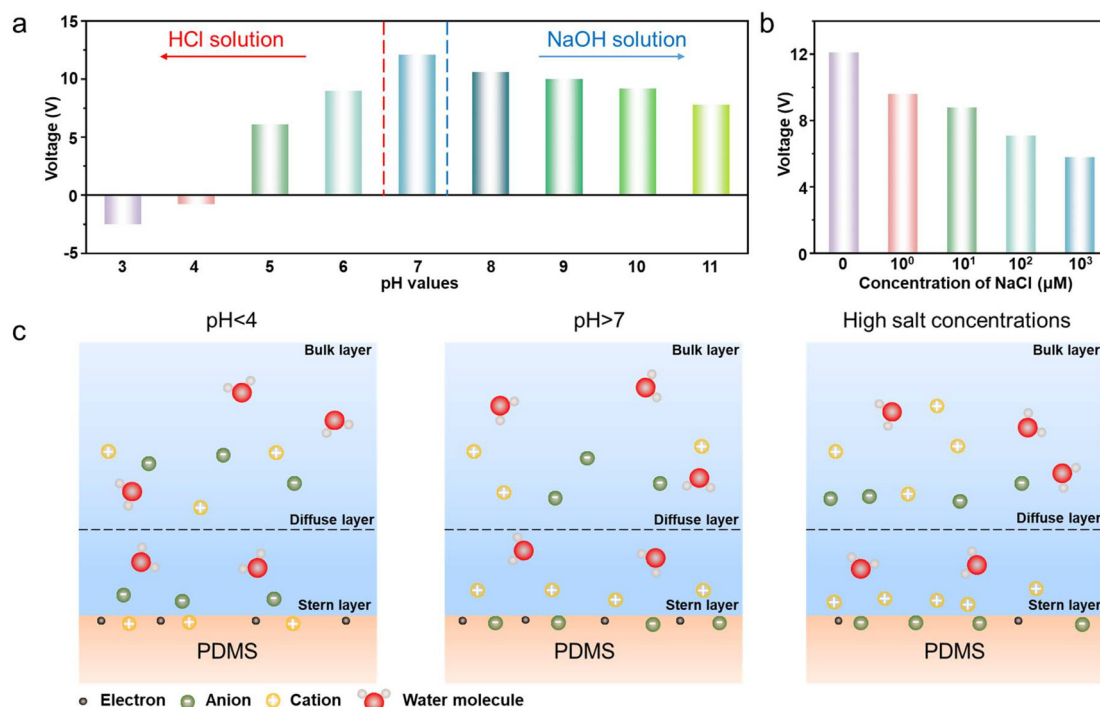 a
HCl solution
NaOH solution
Voltage (V)
15
10
5
0
-5
3 4 5 6 7 8 9 10 11
pH values
b
Voltage (V)
12
8
4
0
0 10⁰ 10¹ 10² 10³
Concentration of NaCl (µM)
c
pH<4
Bulk layer
Diffuse layer
Stern layer
PDMS
pH>7
Bulk layer
Diffuse layer
Stern layer
PDMS
High salt concentrations
Bulk layer
Diffuse layer
Stern layer
PDMS
Electron Anion Cation Water molecule